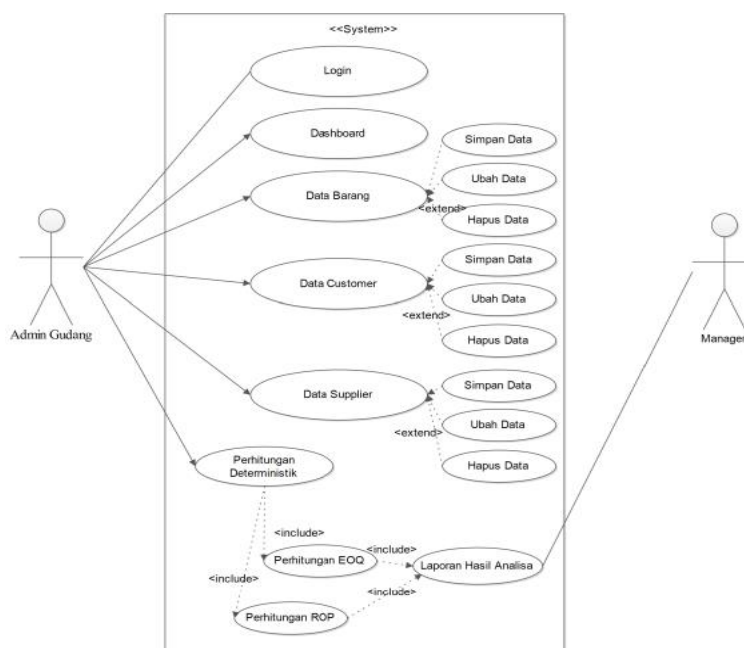 <<System>>
Login
Dashboard
Simpan Data
Ubah Data
Data Barang
<extend>
Hapus Data
Simpan Data
Data Customer
Ubah Data
<extend>
Hapus Data
Admin Gudang
Manager
Simpan Data
Data Supplier
Ubah Data
<extend>
Hapus Data
Perhitungan
Deterministik
<include>
<include>
Perhitungan EOQ
Laporan Hasil Analisa
<include>
<include>
Perhitungan ROP